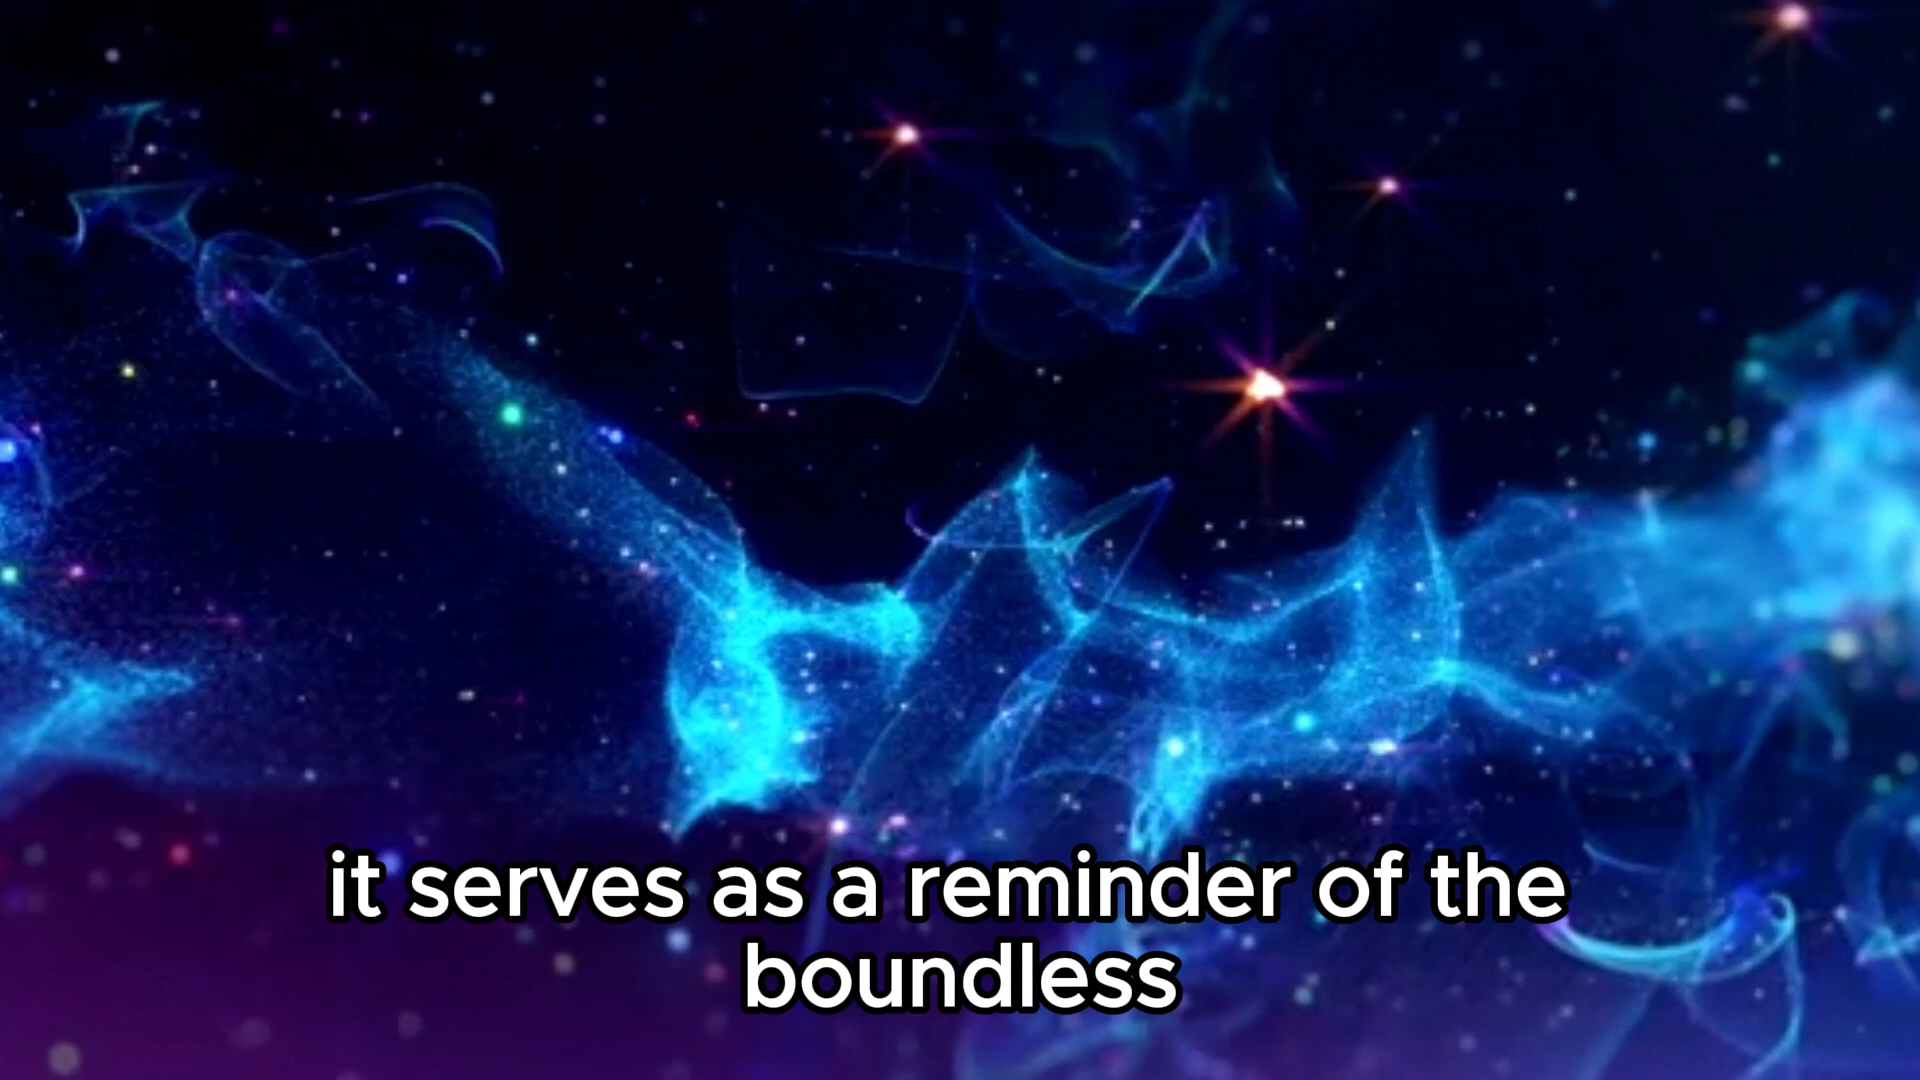 it serves as a reminder of the
boundless